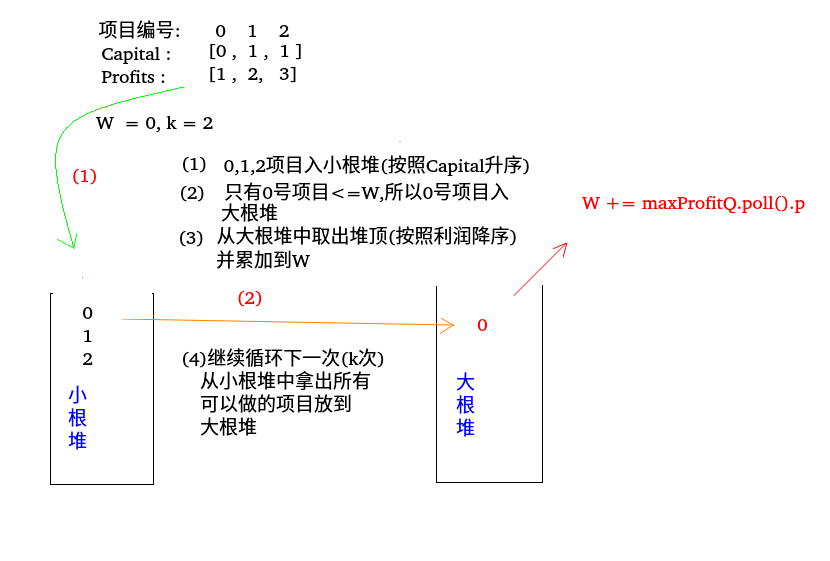 项目编号:   0    1    2
Capital :   [0 ,  1 ,  1 ]
Profits :   [1 ,  2,   3]
W  = 0, k = 2
(1)   0,1,2项目入小根堆(按照Capital升序)
(1)
(2)   只有0号项目<=W,所以0号项目入
大根堆
W += maxProfitQ.poll().p
(3)  从大根堆中取出堆顶(按照利润降序)
并累加到W
(2)
0
1
2
0
(4)继续循环下一次(k次)
从小根堆中拿出所有
可以做的项目放到
大根堆
小
根
堆
大
根
堆